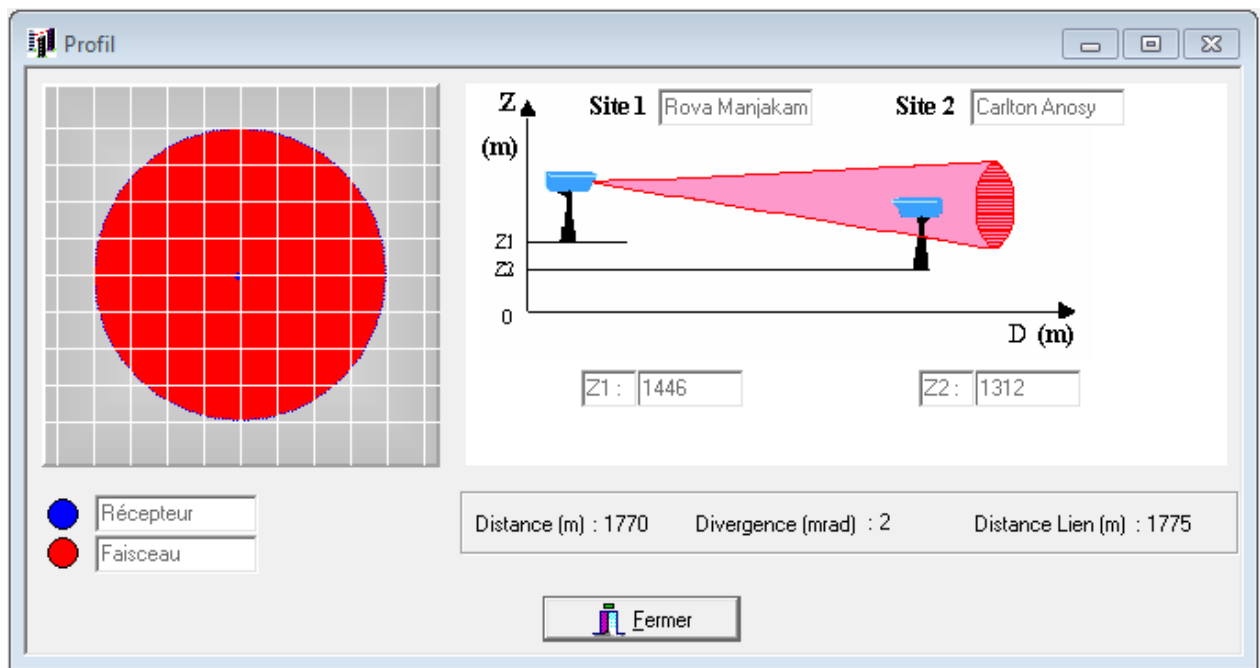 Profil
Z
(m)
Site 1 Rova Manjakam
Site 2 Carlton Anosy
Z1
Z2
0
D (m)
Z1 : 1446
Z2 : 1312
Récepteur
Faisceau
Distance (m) : 1770 Divergence (mrad) : 2 Distance Lien (m) : 1775
Fermer